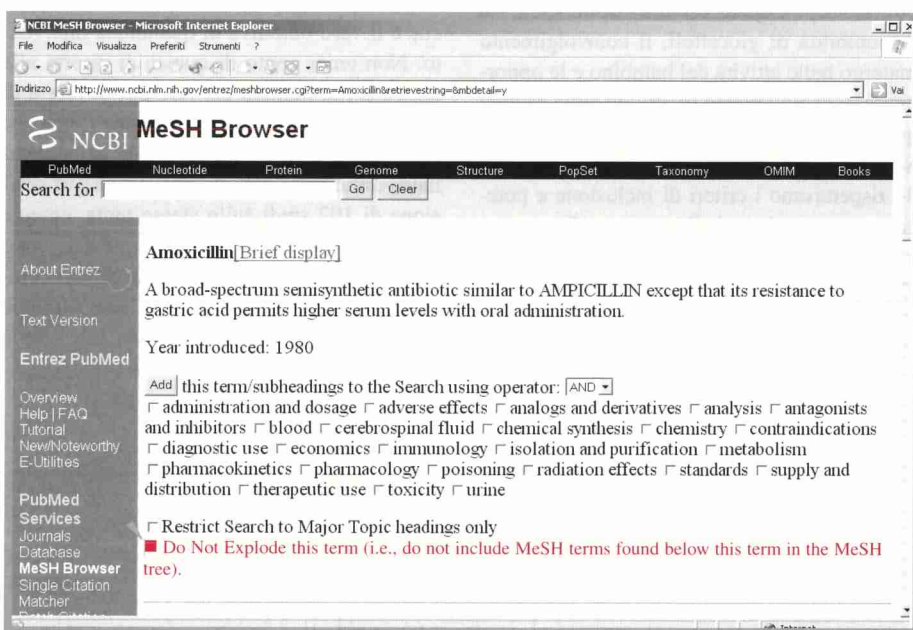 NCBI MeSH Browser - Microsoft Internet Explorer
File Modifica Visualizza Preferiti Strumenti ?
Indirizzo http://www.ncbi.nlm.nih.gov/entrez/meshbrowser.cgi?term=Amoxicillin&retrievestring=&mbdetail=y Vai
NCBI MeSH Browser
PubMed Nucleotide Protein Genome Structure PopSet Taxonomy OMIM Books
Search for Go Clear
Amoxicillin[Brief display]
A broad-spectrum semisynthetic antibiotic similar to AMPICILLIN except that its resistance to
gastric acid permits higher serum levels with oral administration.
Year introduced: 1980
Add this term/subheadings to the Search using operator: AND
administration and dosage adverse effects analogs and derivatives analysis antagonists
and inhibitors blood cerebrospinal fluid chemical synthesis chemistry contraindications
diagnostic use economics immunology isolation and purification metabolism
pharmacokinetics pharmacology poisoning radiation effects standards supply and
distribution therapeutic use toxicity urine
Restrict Search to Major Topic headings only
Do Not Explode this term (i.e., do not include MeSH terms found below this term in the MeSH
tree).
About Entrez
Text Version
Entrez PubMed
Overview
Help | FAQ
Tutorial
New/Noteworthy
E-Utilities
PubMed
Services
Journals
Database
MeSH Browser
Single Citation
Matcher
Internet